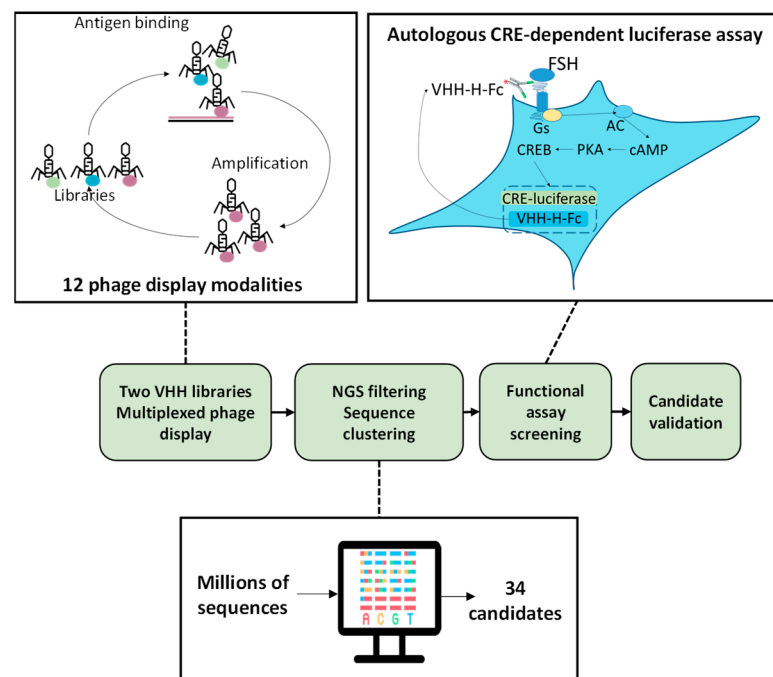 Antigen binding
Libraries
Amplification
12 phage display modalities
Autologous CRE-dependent luciferase assay
FSH
VHH-H-Fc
Gs
AC
CREB
PKA
cAMP
CRE-luciferase
VHH-H-Fc
Two VHH libraries
Multiplexed phage
display
NGS filtering
Sequence
clustering
Functional
assay
screening
Candidate
validation
Millions of
sequences
A C G T
34
candidates